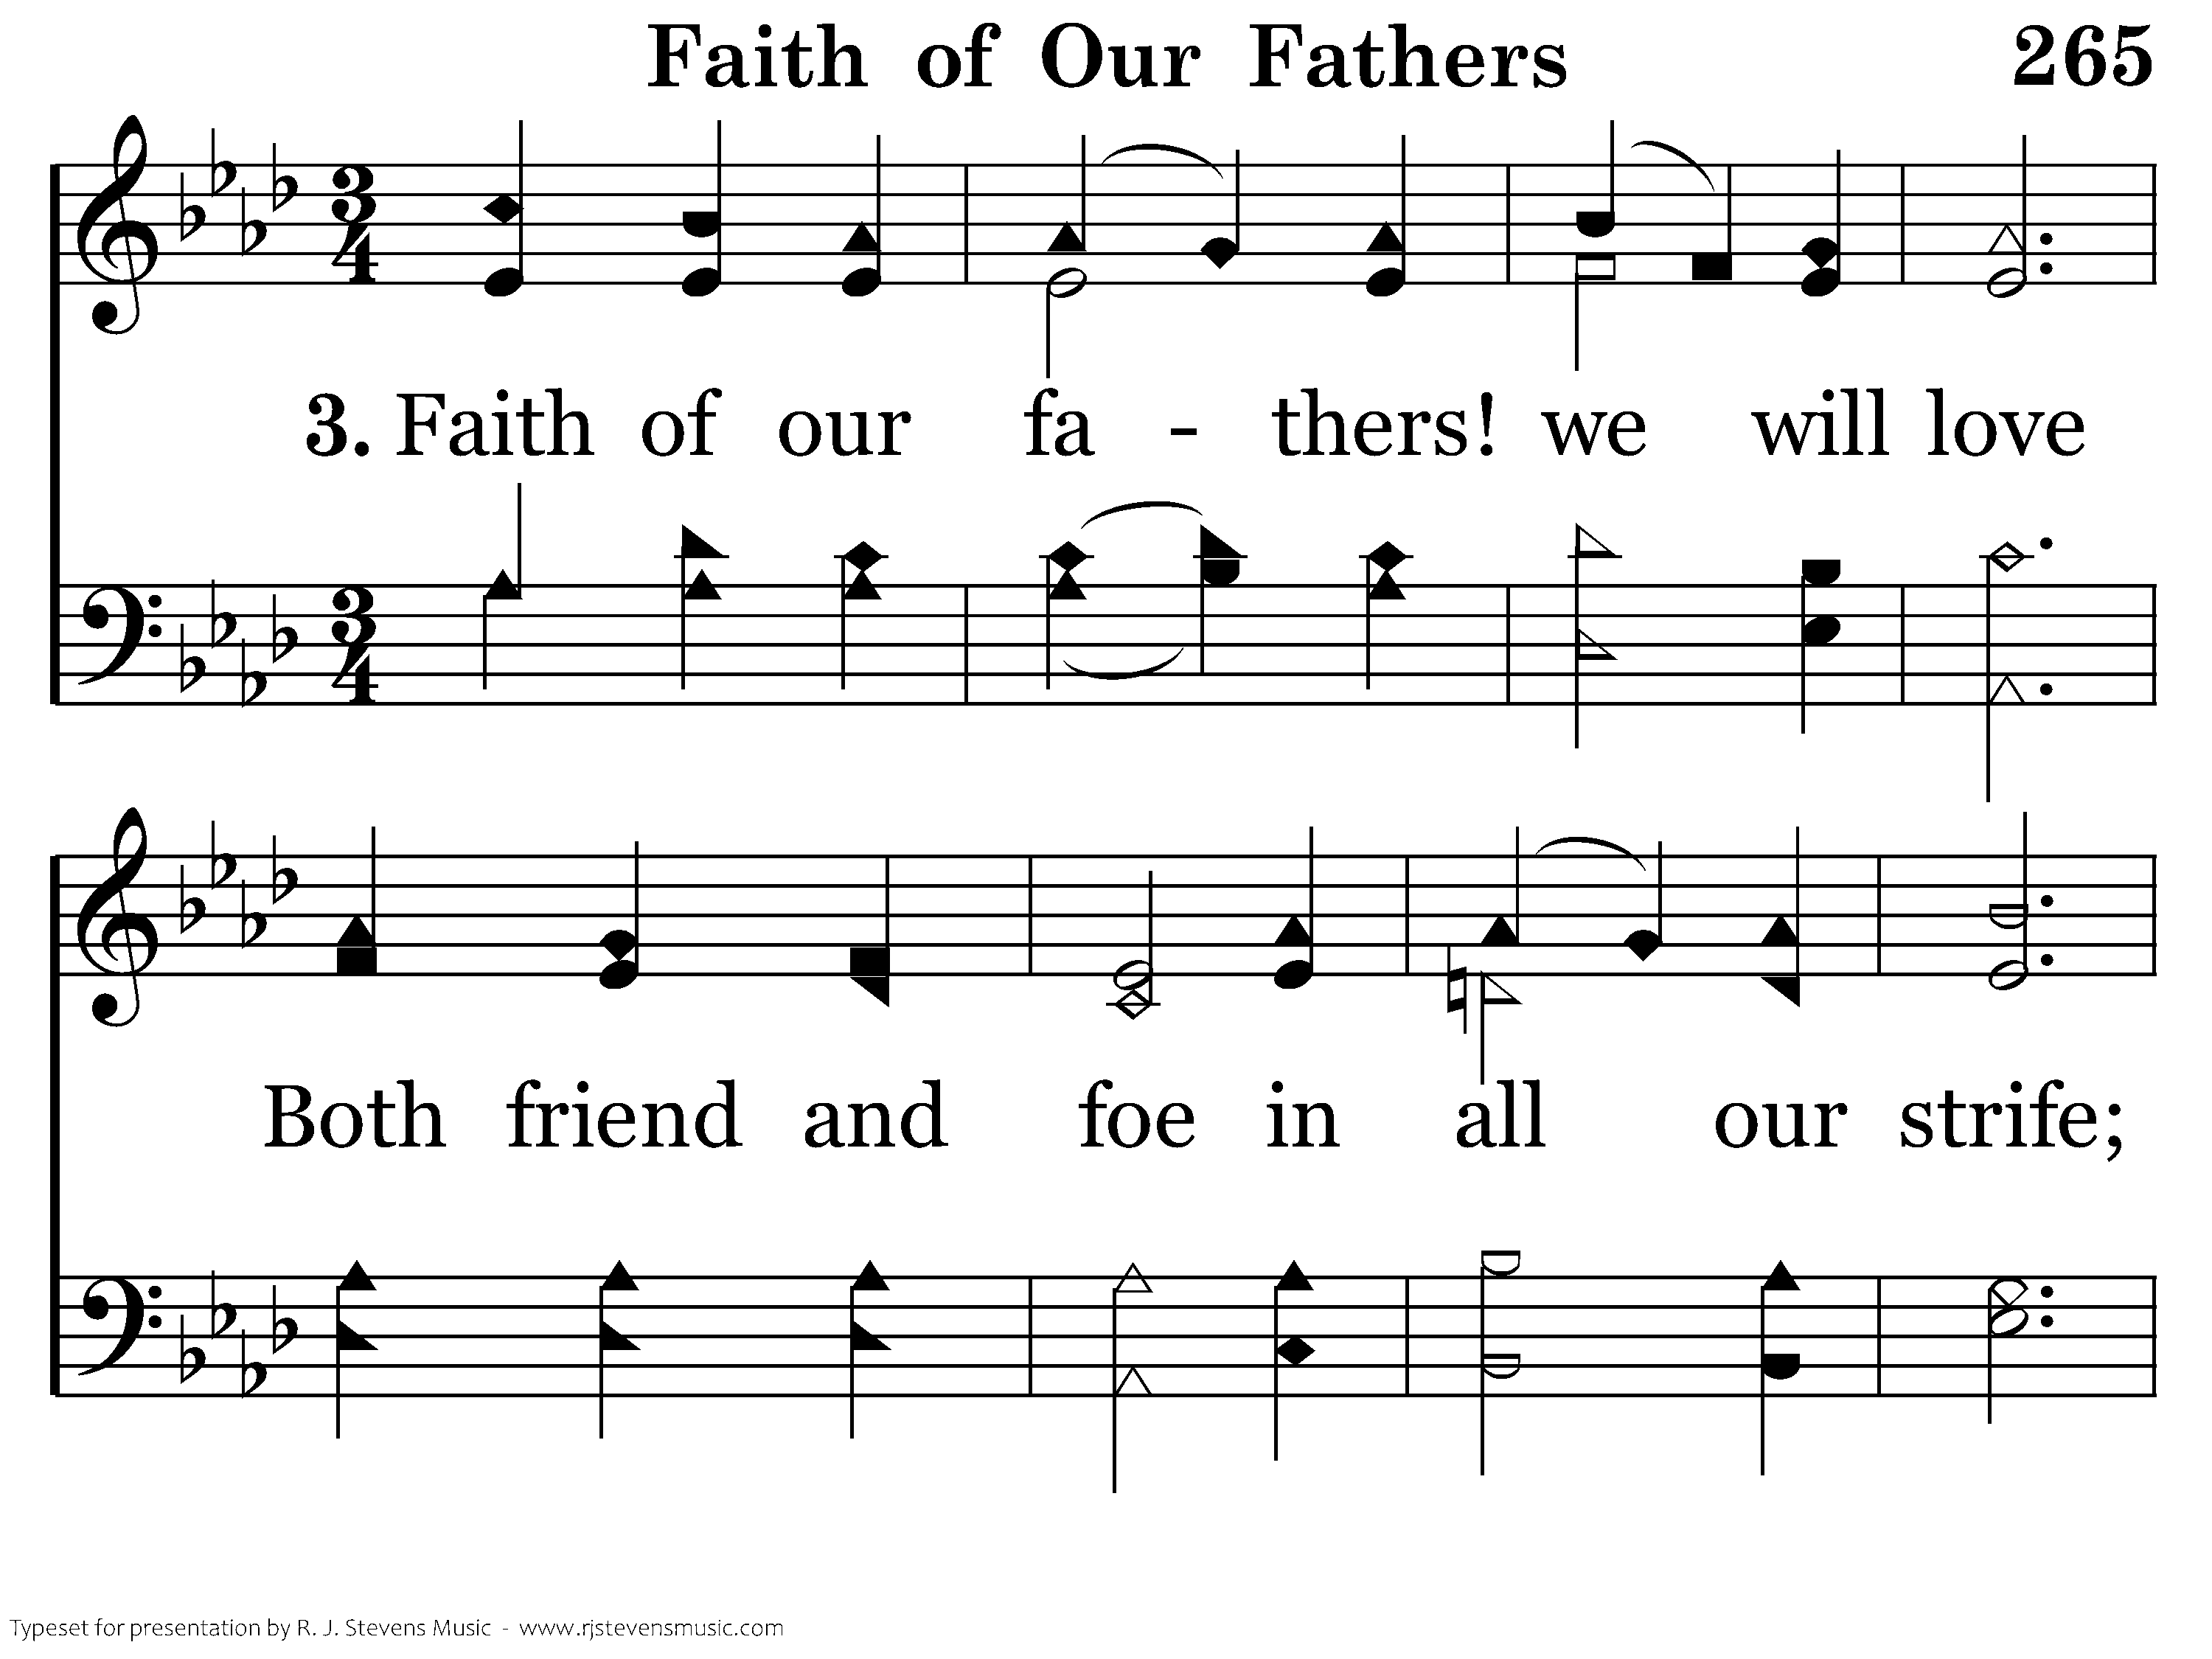 Faith of Our Fathers 265
3. Faith of our fa - thers! we will love
Both friend and foe in all our strife;
Typeset for presentation by R. J. Stevens Music - www.rjstevensmusic.com